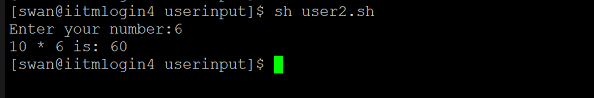 [swan@iitmlogin4 userinput]$ sh user2.sh
Enter your number:6
10 * 6 is: 60
[swan@iitmlogin4 userinput]$